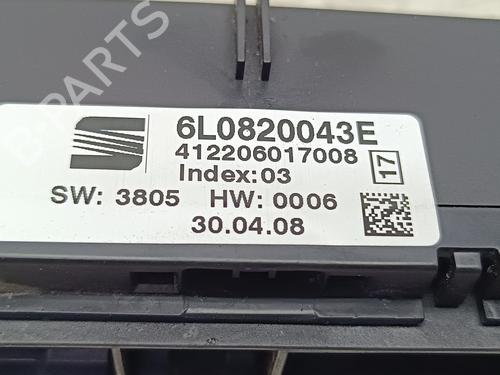 6L0820043E
412206017008
Index:03
17
SW: 3805 HW: 0006
30.04.08
B-PARTS